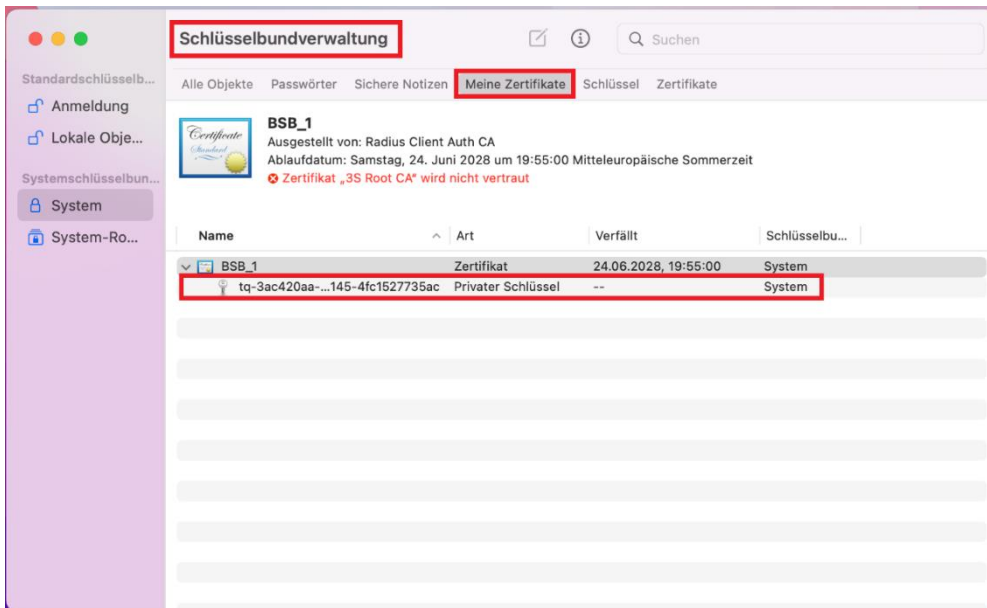 Schlüsselbundverwaltung
Suchen
Standardschlüsselb...
Anmeldung
Lokale Obje...
Systemschlüsselbun...
System
System-Ro...
Alle Objekte Passwörter Sichere Notizen Meine Zertifikate Schlüssel Zertifikate
Certificate
Standard
BSB_1
Ausgestellt von: Radius Client Auth CA
Ablaufdatum: Samstag, 24. Juni 2028 um 19:55:00 Mitteleuropäische Sommerzeit
Zertifikat „3S Root CA“ wird nicht vertraut
Name Art Verfällt Schlüsselbu...
BSB_1 Zertifikat 24.06.2028, 19:55:00 System
tq-3ac420aa-...145-4fc1527735ac Privater Schlüssel -- System